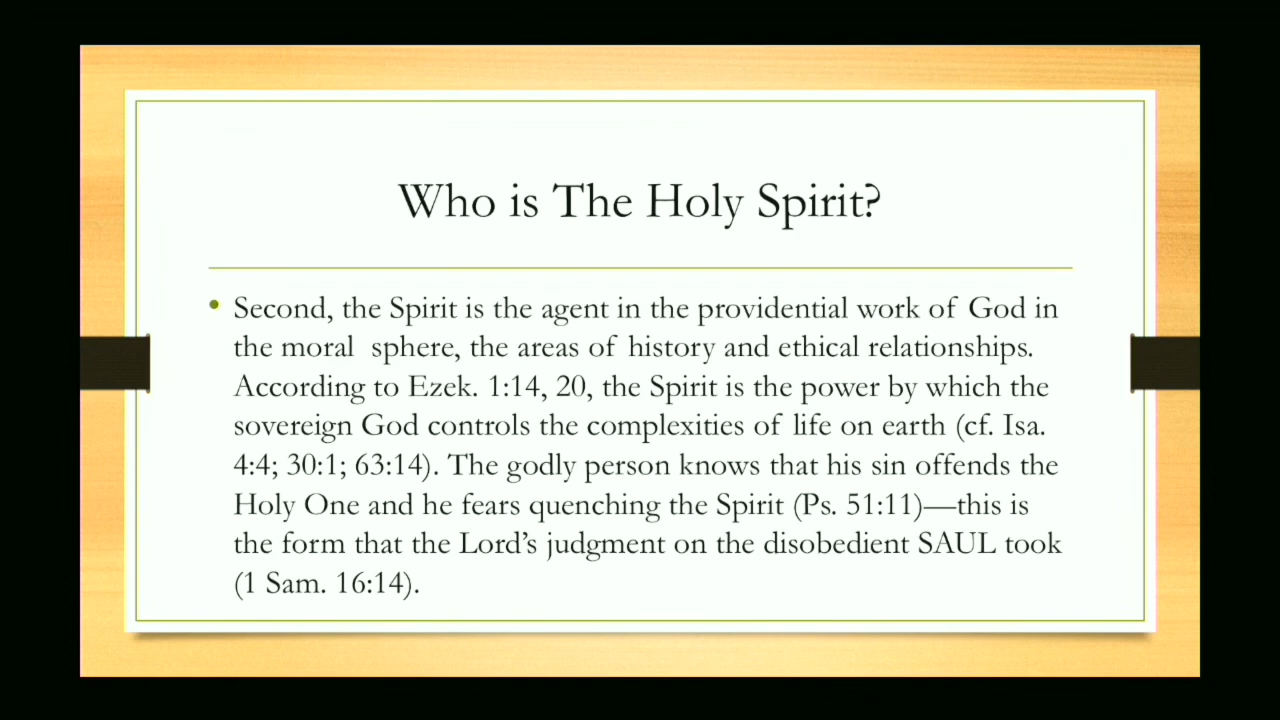 Who is The Holy Spirit?
• Second, the Spirit is the agent in the providential work of God in
the moral sphere, the areas of history and ethical relationships.
According to Ezek. 1:14, 20, the Spirit is the power by which the
sovereign God controls the complexities of life on earth (cf. Isa.
4:4; 30:1; 63:14). The godly person knows that his sin offends the
Holy One and he fears quenching the Spirit (Ps. 51:11)—this is
the form that the Lord’s judgment on the disobedient SAUL took
(1 Sam. 16:14).